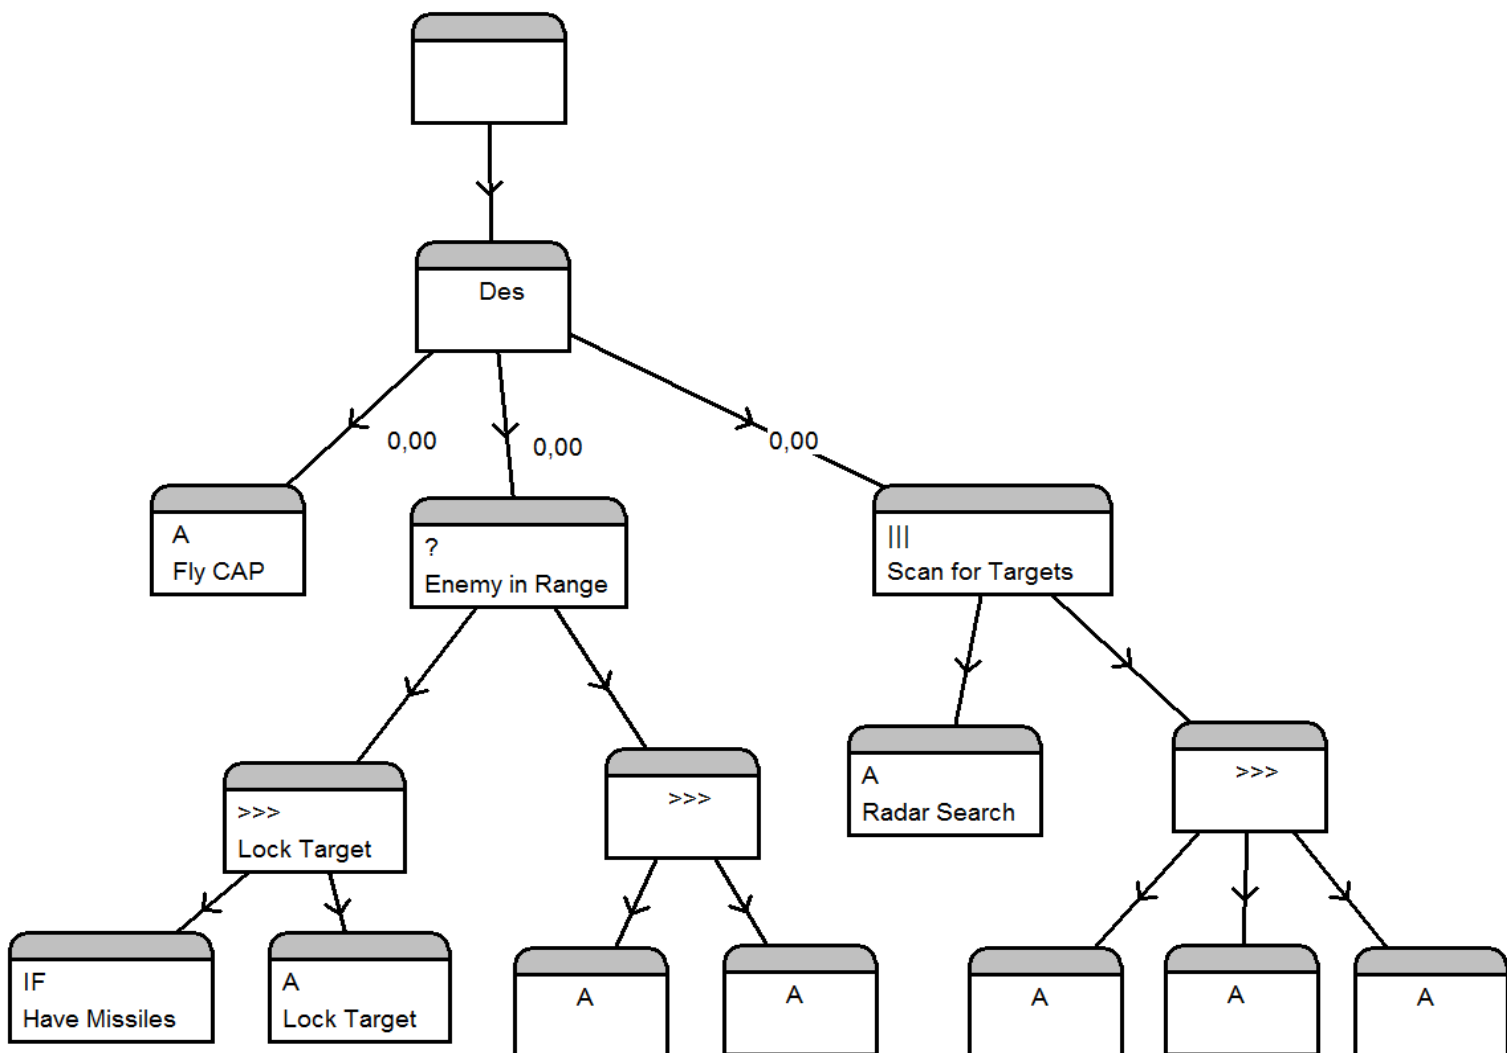 Des
0,00
0,00
0,00
A
Fly CAP
?
Enemy in Range
|||
Scan for Targets
>>>
Lock Target
>>>
A
Radar Search
>>>
IF
Have Missiles
A
Lock Target
A
A
A
A
A